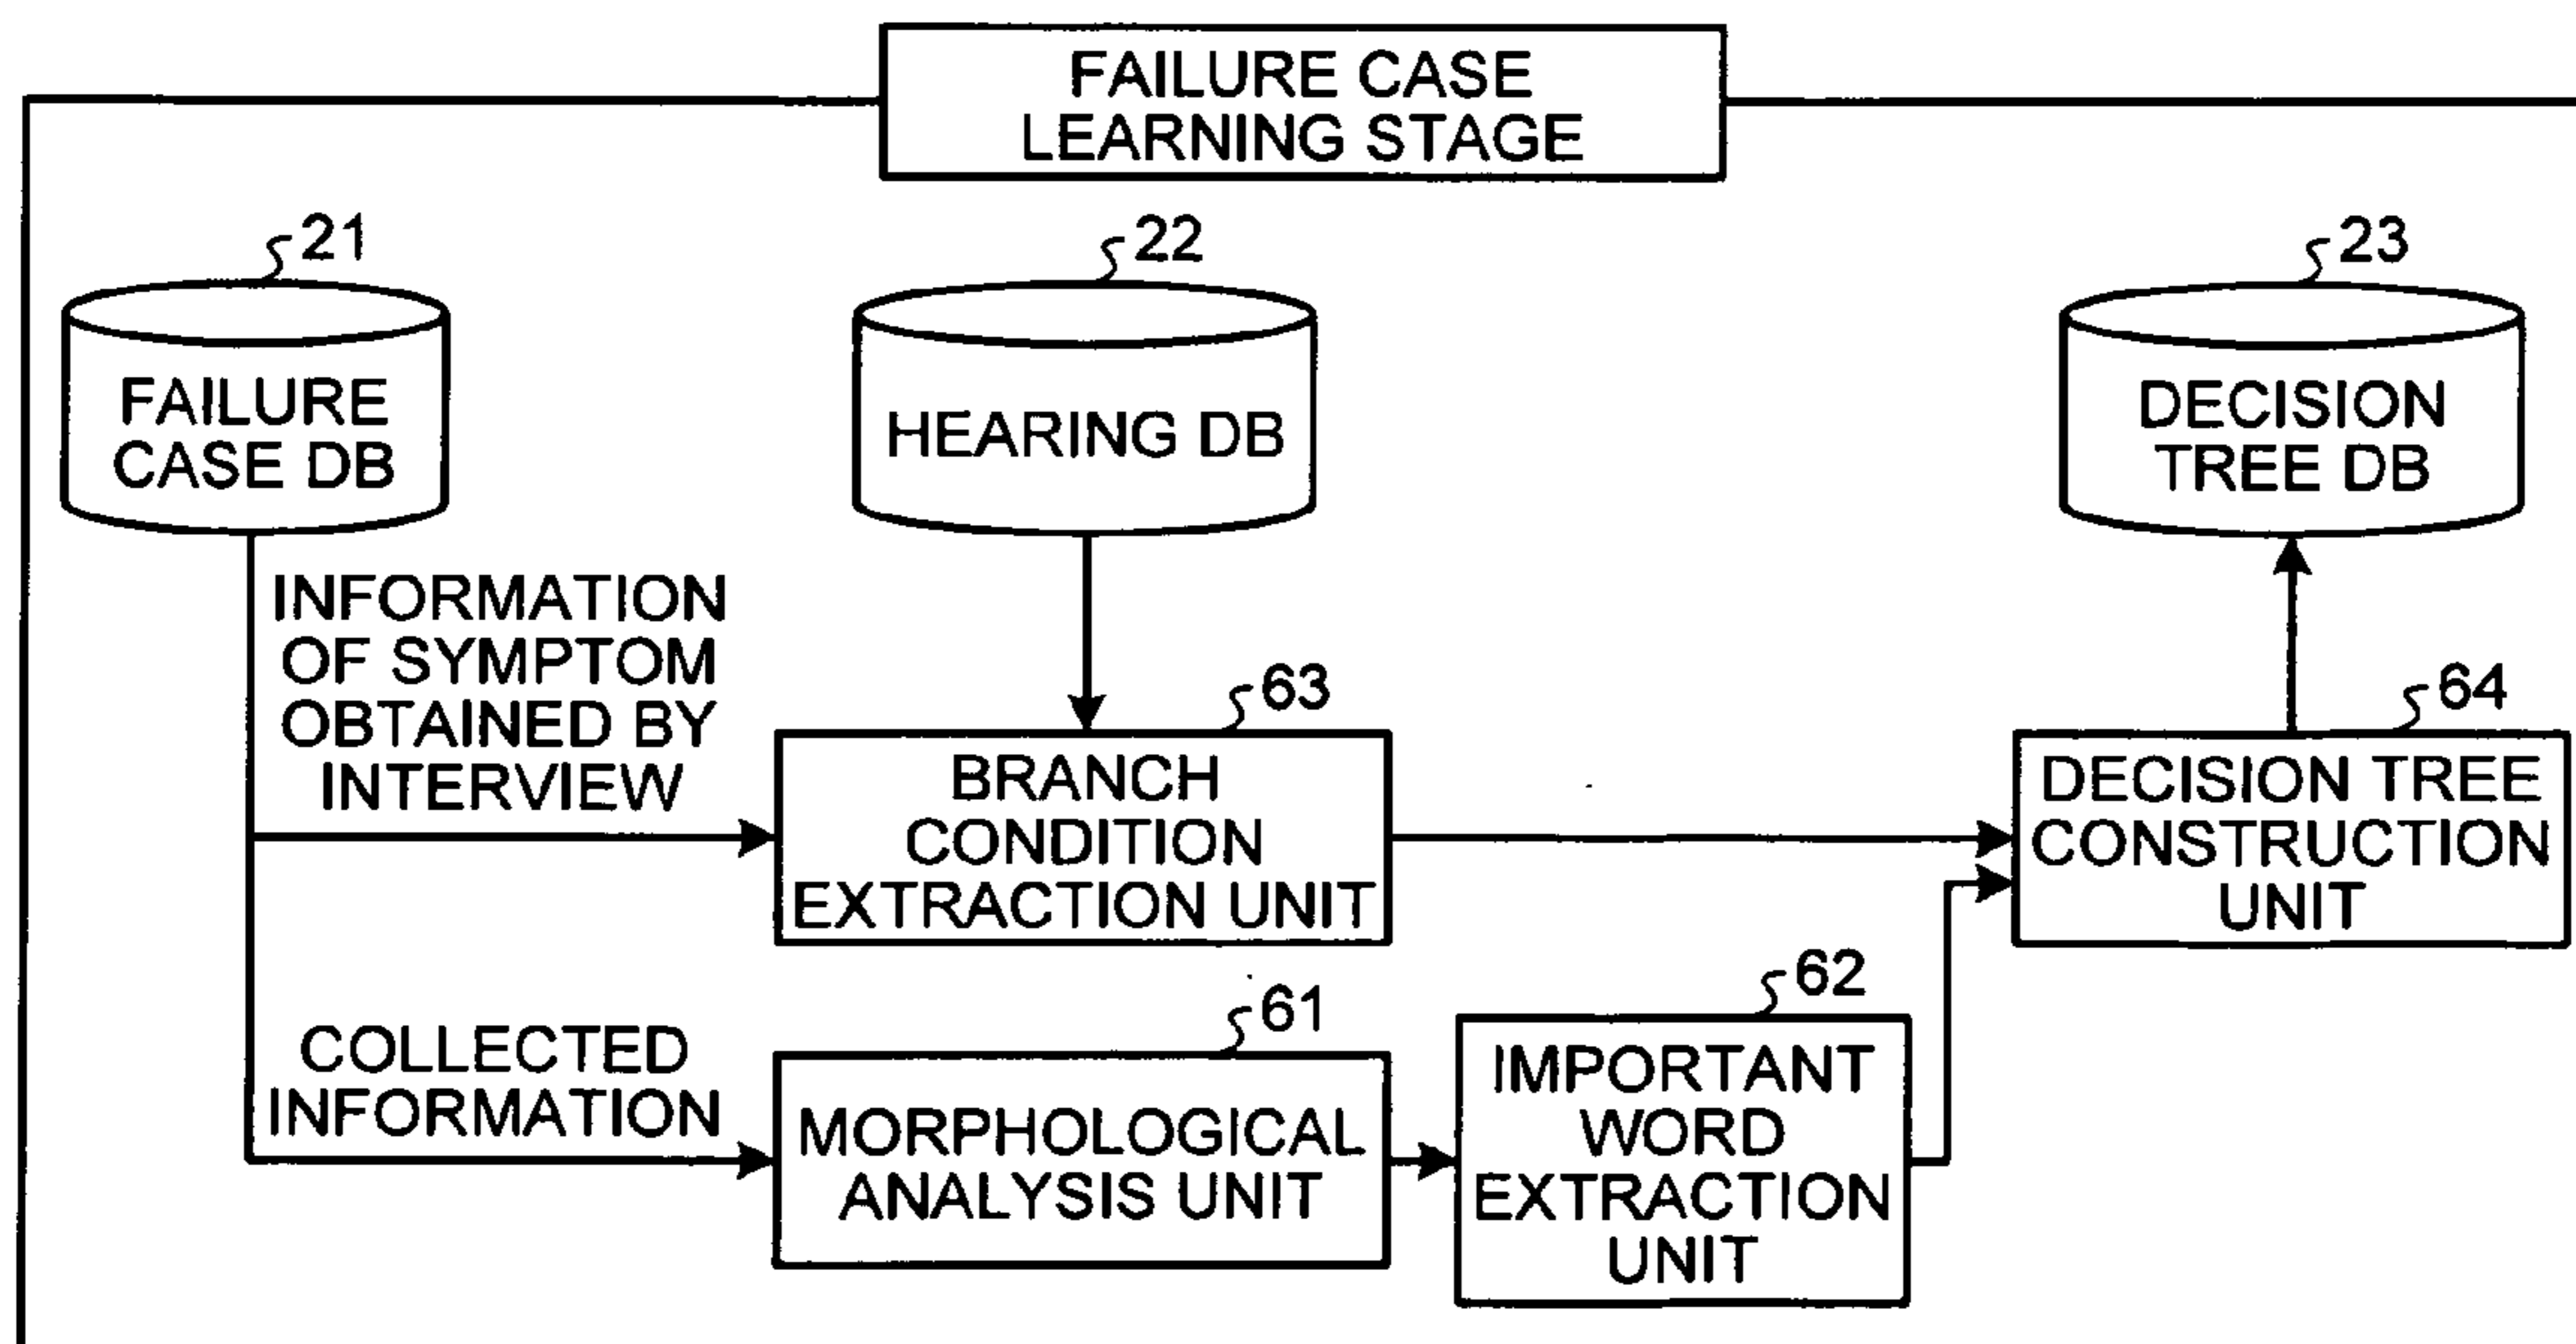 FAILURE CASE
LEARNING STAGE
21
22
23
FAILURE
CASE DB
HEARING DB
DECISION
TREE DB
INFORMATION
OF SYMPTOM
OBTAINED BY
INTERVIEW
63
64
BRANCH
CONDITION
EXTRACTION UNIT
DECISION TREE
CONSTRUCTION
UNIT
COLLECTED
INFORMATION
61
62
MORPHOLOGICAL
ANALYSIS UNIT
IMPORTANT
WORD
EXTRACTION
UNIT